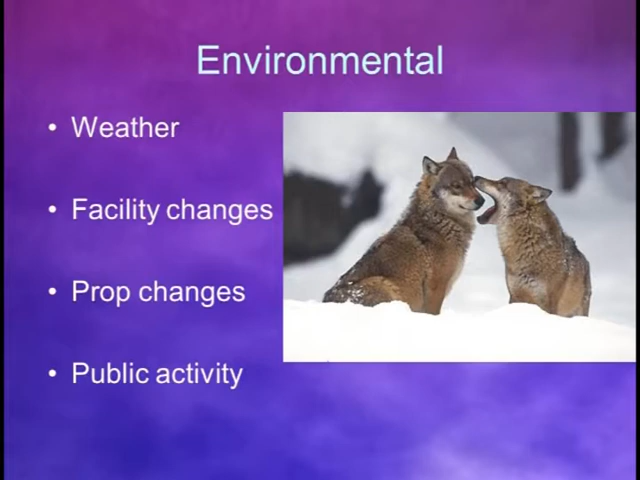 Environmental
• Weather
• Facility changes
• Prop changes
• Public activity